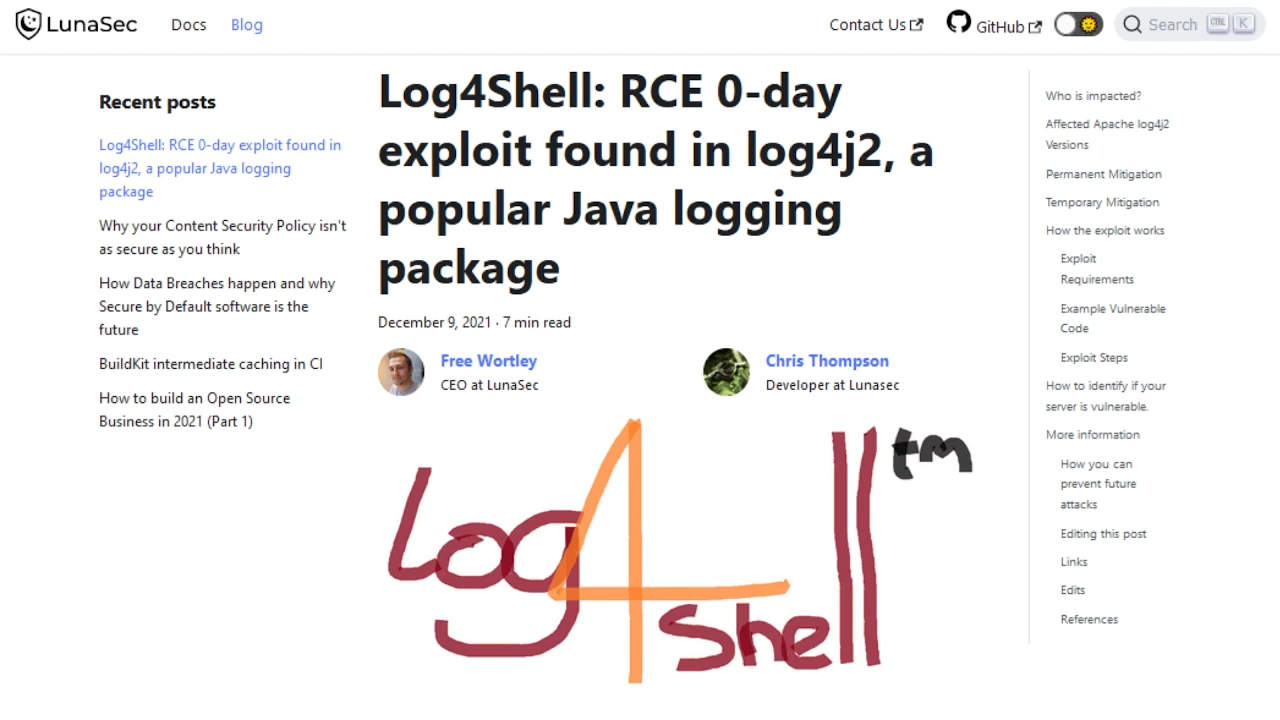 LunaSec Docs Blog Contact Us GitHub Search CTRL K
Recent posts
Log4Shell: RCE 0-day exploit found in
log4j2, a popular Java logging
package
Why your Content Security Policy isn't
as secure as you think
How Data Breaches happen and why
Secure by Default software is the
future
BuildKit intermediate caching in CI
How to build an Open Source
Business in 2021 (Part 1)
Log4Shell: RCE 0-day
exploit found in log4j2, a
popular Java logging
package
December 9, 2021 · 7 min read
Free Wortley
CEO at LunaSec
Chris Thompson
Developer at Lunasec
Log4Shell tm
Who is impacted?
Affected Apache log4j2
Versions
Permanent Mitigation
Temporary Mitigation
How the exploit works
Exploit
Requirements
Example Vulnerable
Code
Exploit Steps
How to identify if your
server is vulnerable.
More information
How you can
prevent future
attacks
Editing this post
Links
Edits
References